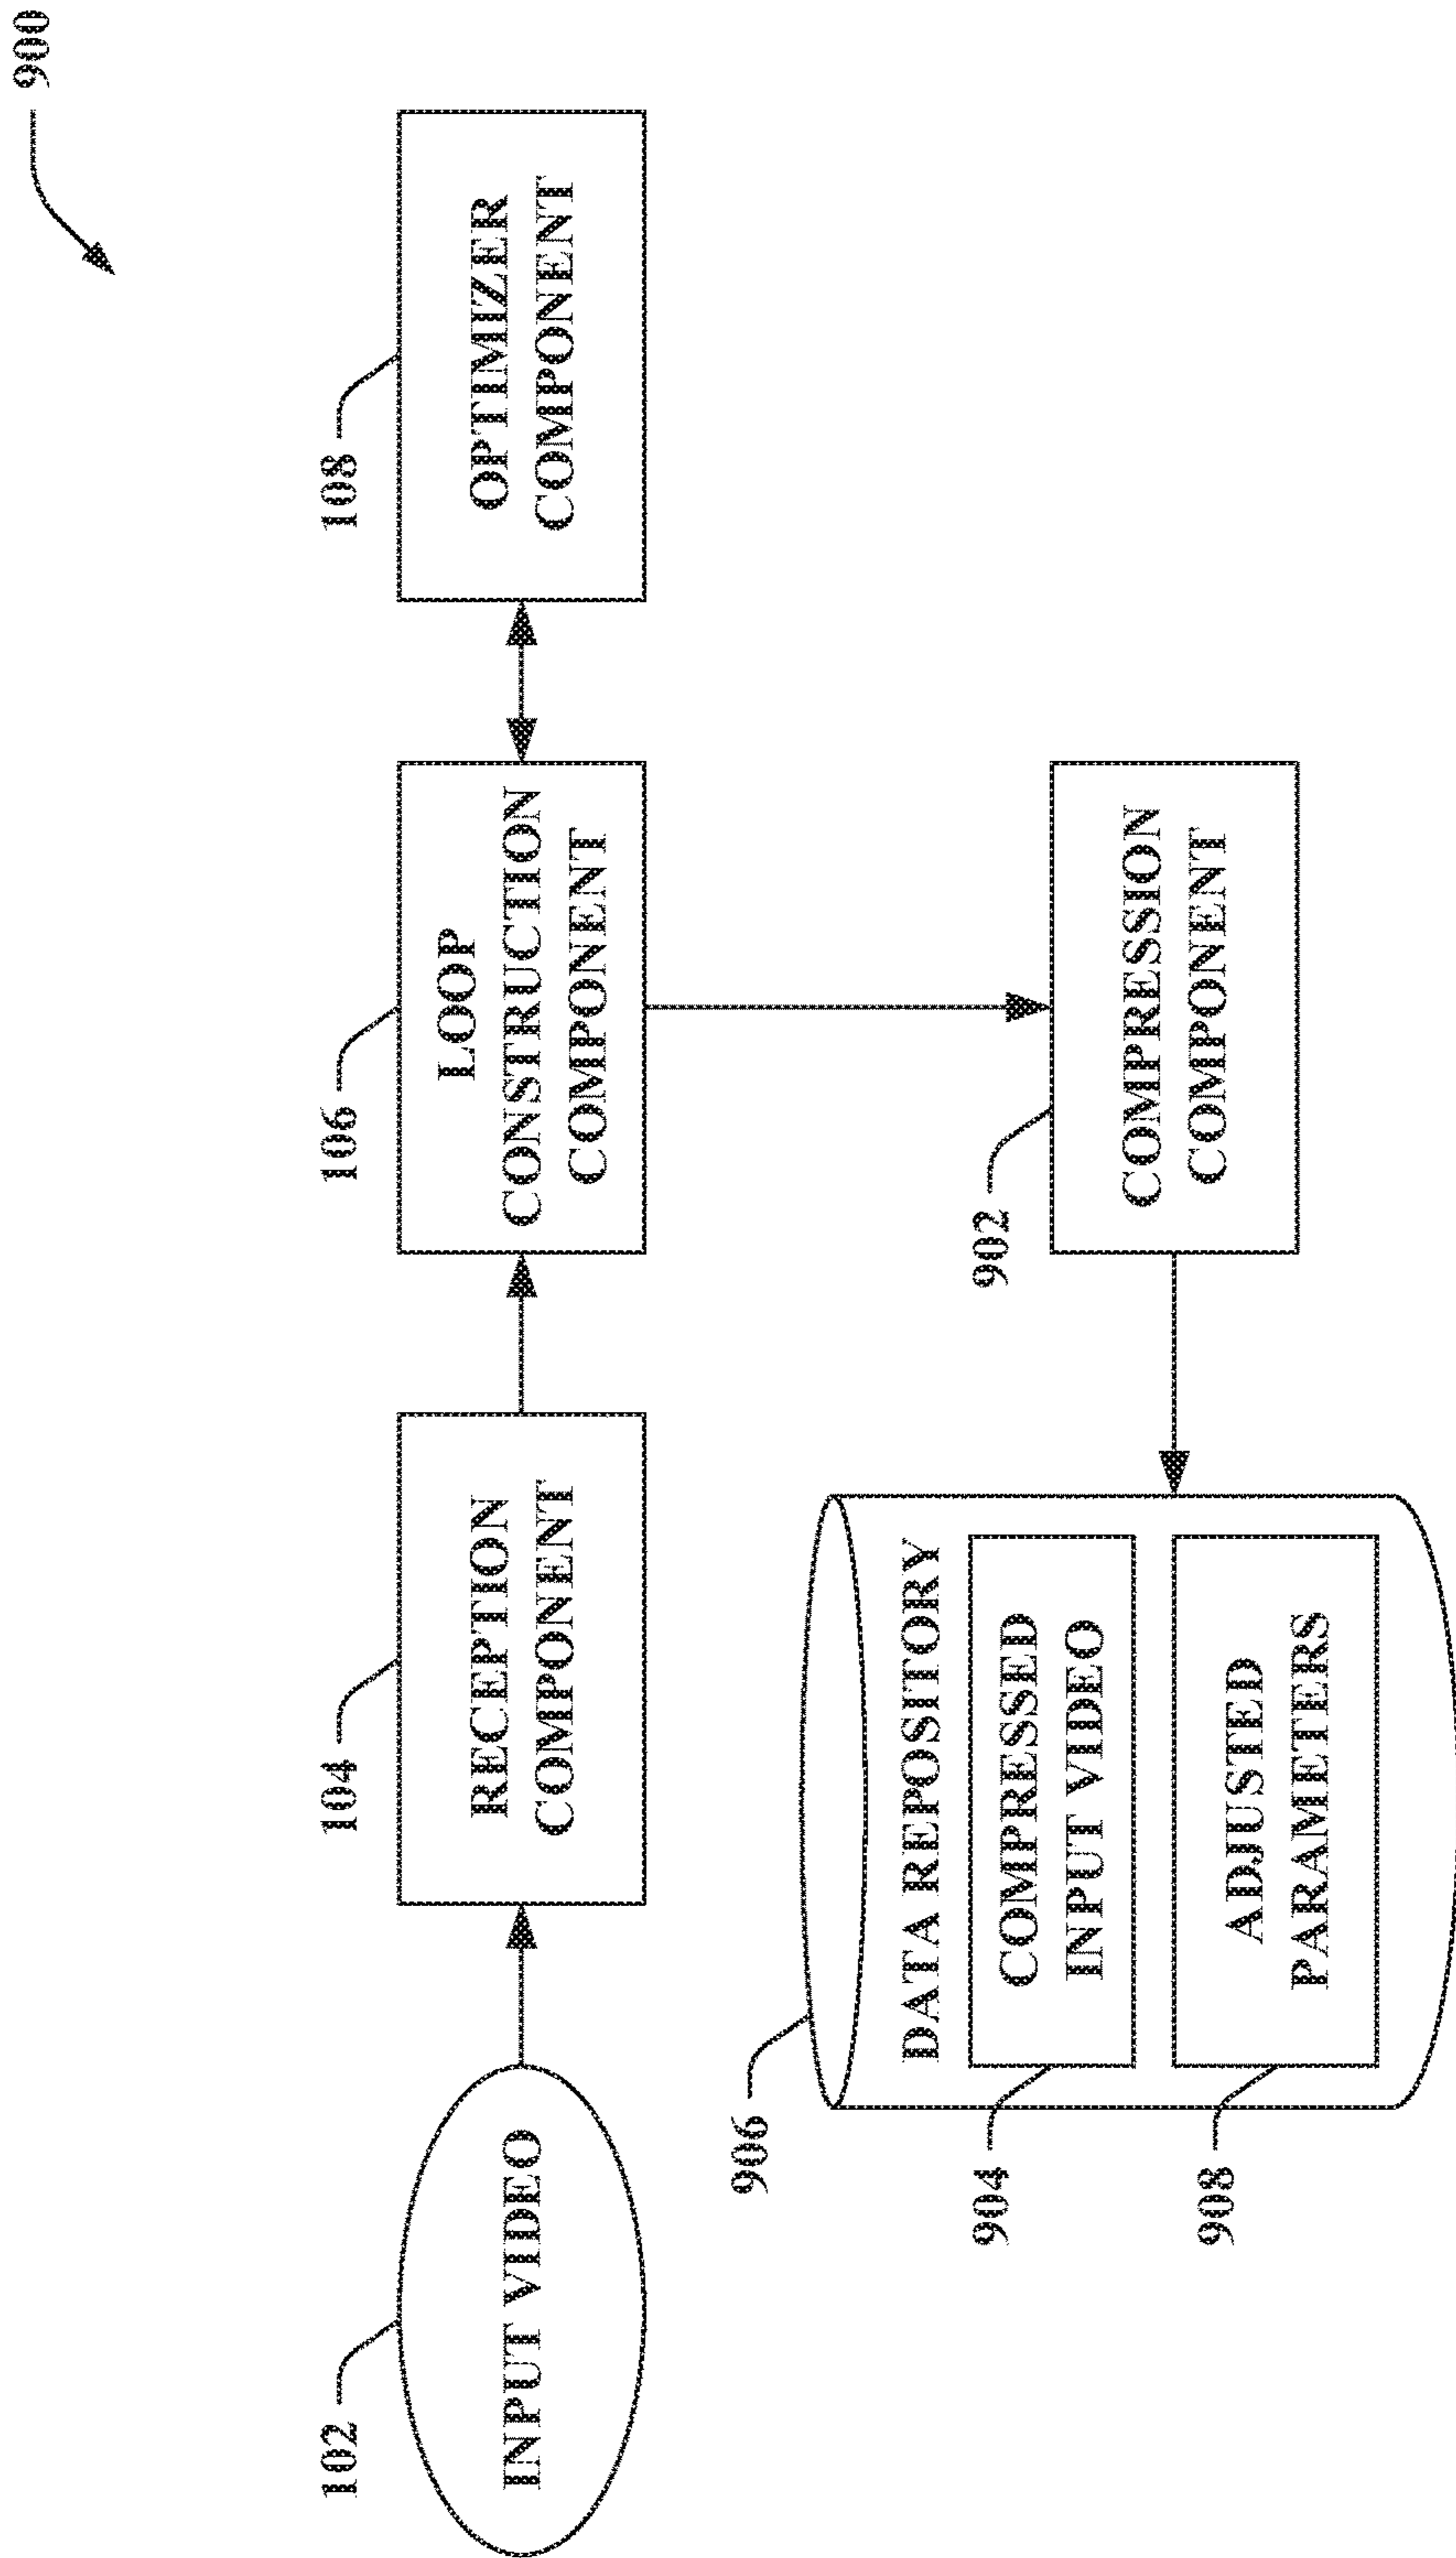 900
102
INPUT VIDEO
104
RECEPTION
COMPONENT
106
LOOP
CONSTRUCTION
COMPONENT
108
OPTIMIZER
COMPONENT
906
DATA REPOSITORY
904
COMPRESSED
INPUT VIDEO
908
ADJUSTED
PARAMETERS
902
COMPRESSION
COMPONENT